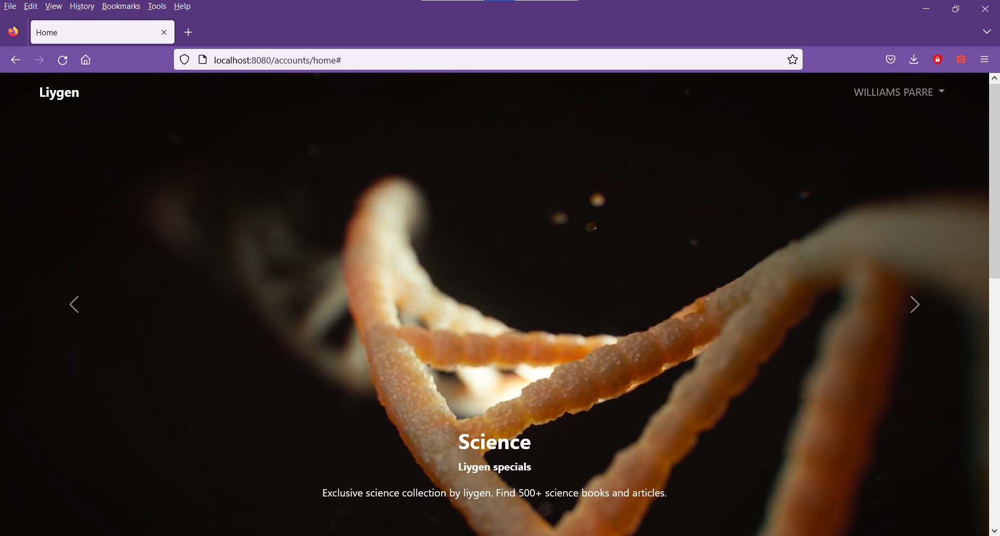 File Edit View History Bookmarks Tools Help
Home
localhost:8080/accounts/home#
Liygen
WILLIAMS PARRE
Science
Liygen specials
Exclusive science collection by liygen. Find 500+ science books and articles.